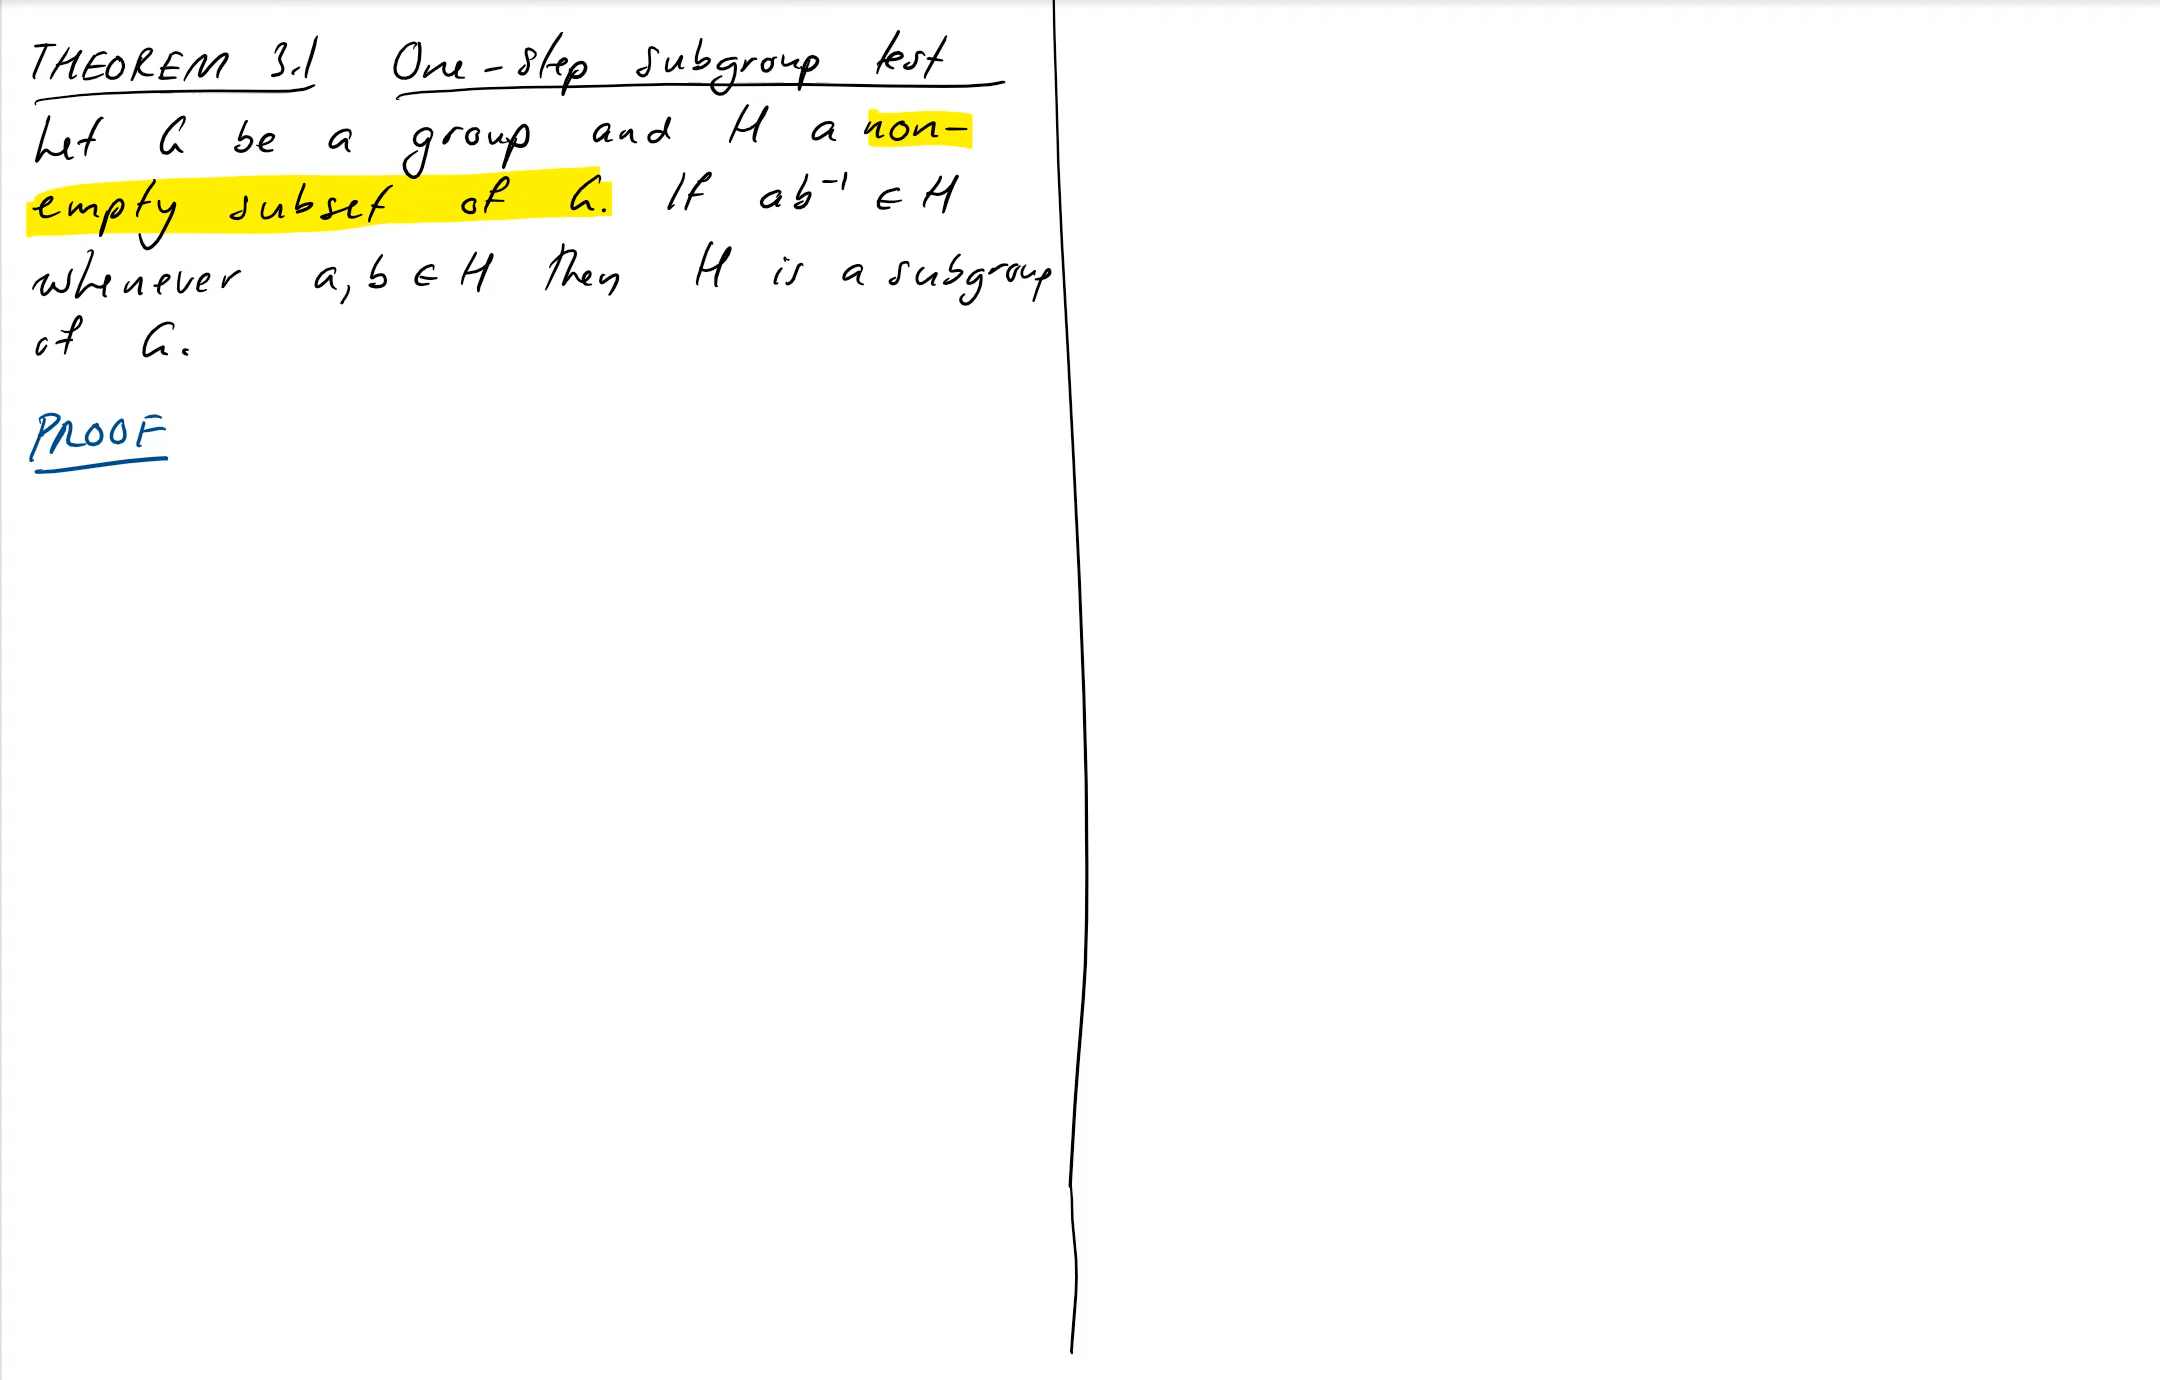 THEOREM 3.1 One-step subgroup test
Let G be a group and H a non-
empty subset of G. If ab⁻¹ ∈ H
whenever a, b ∈ H then H is a subgroup
of G.
PROOF